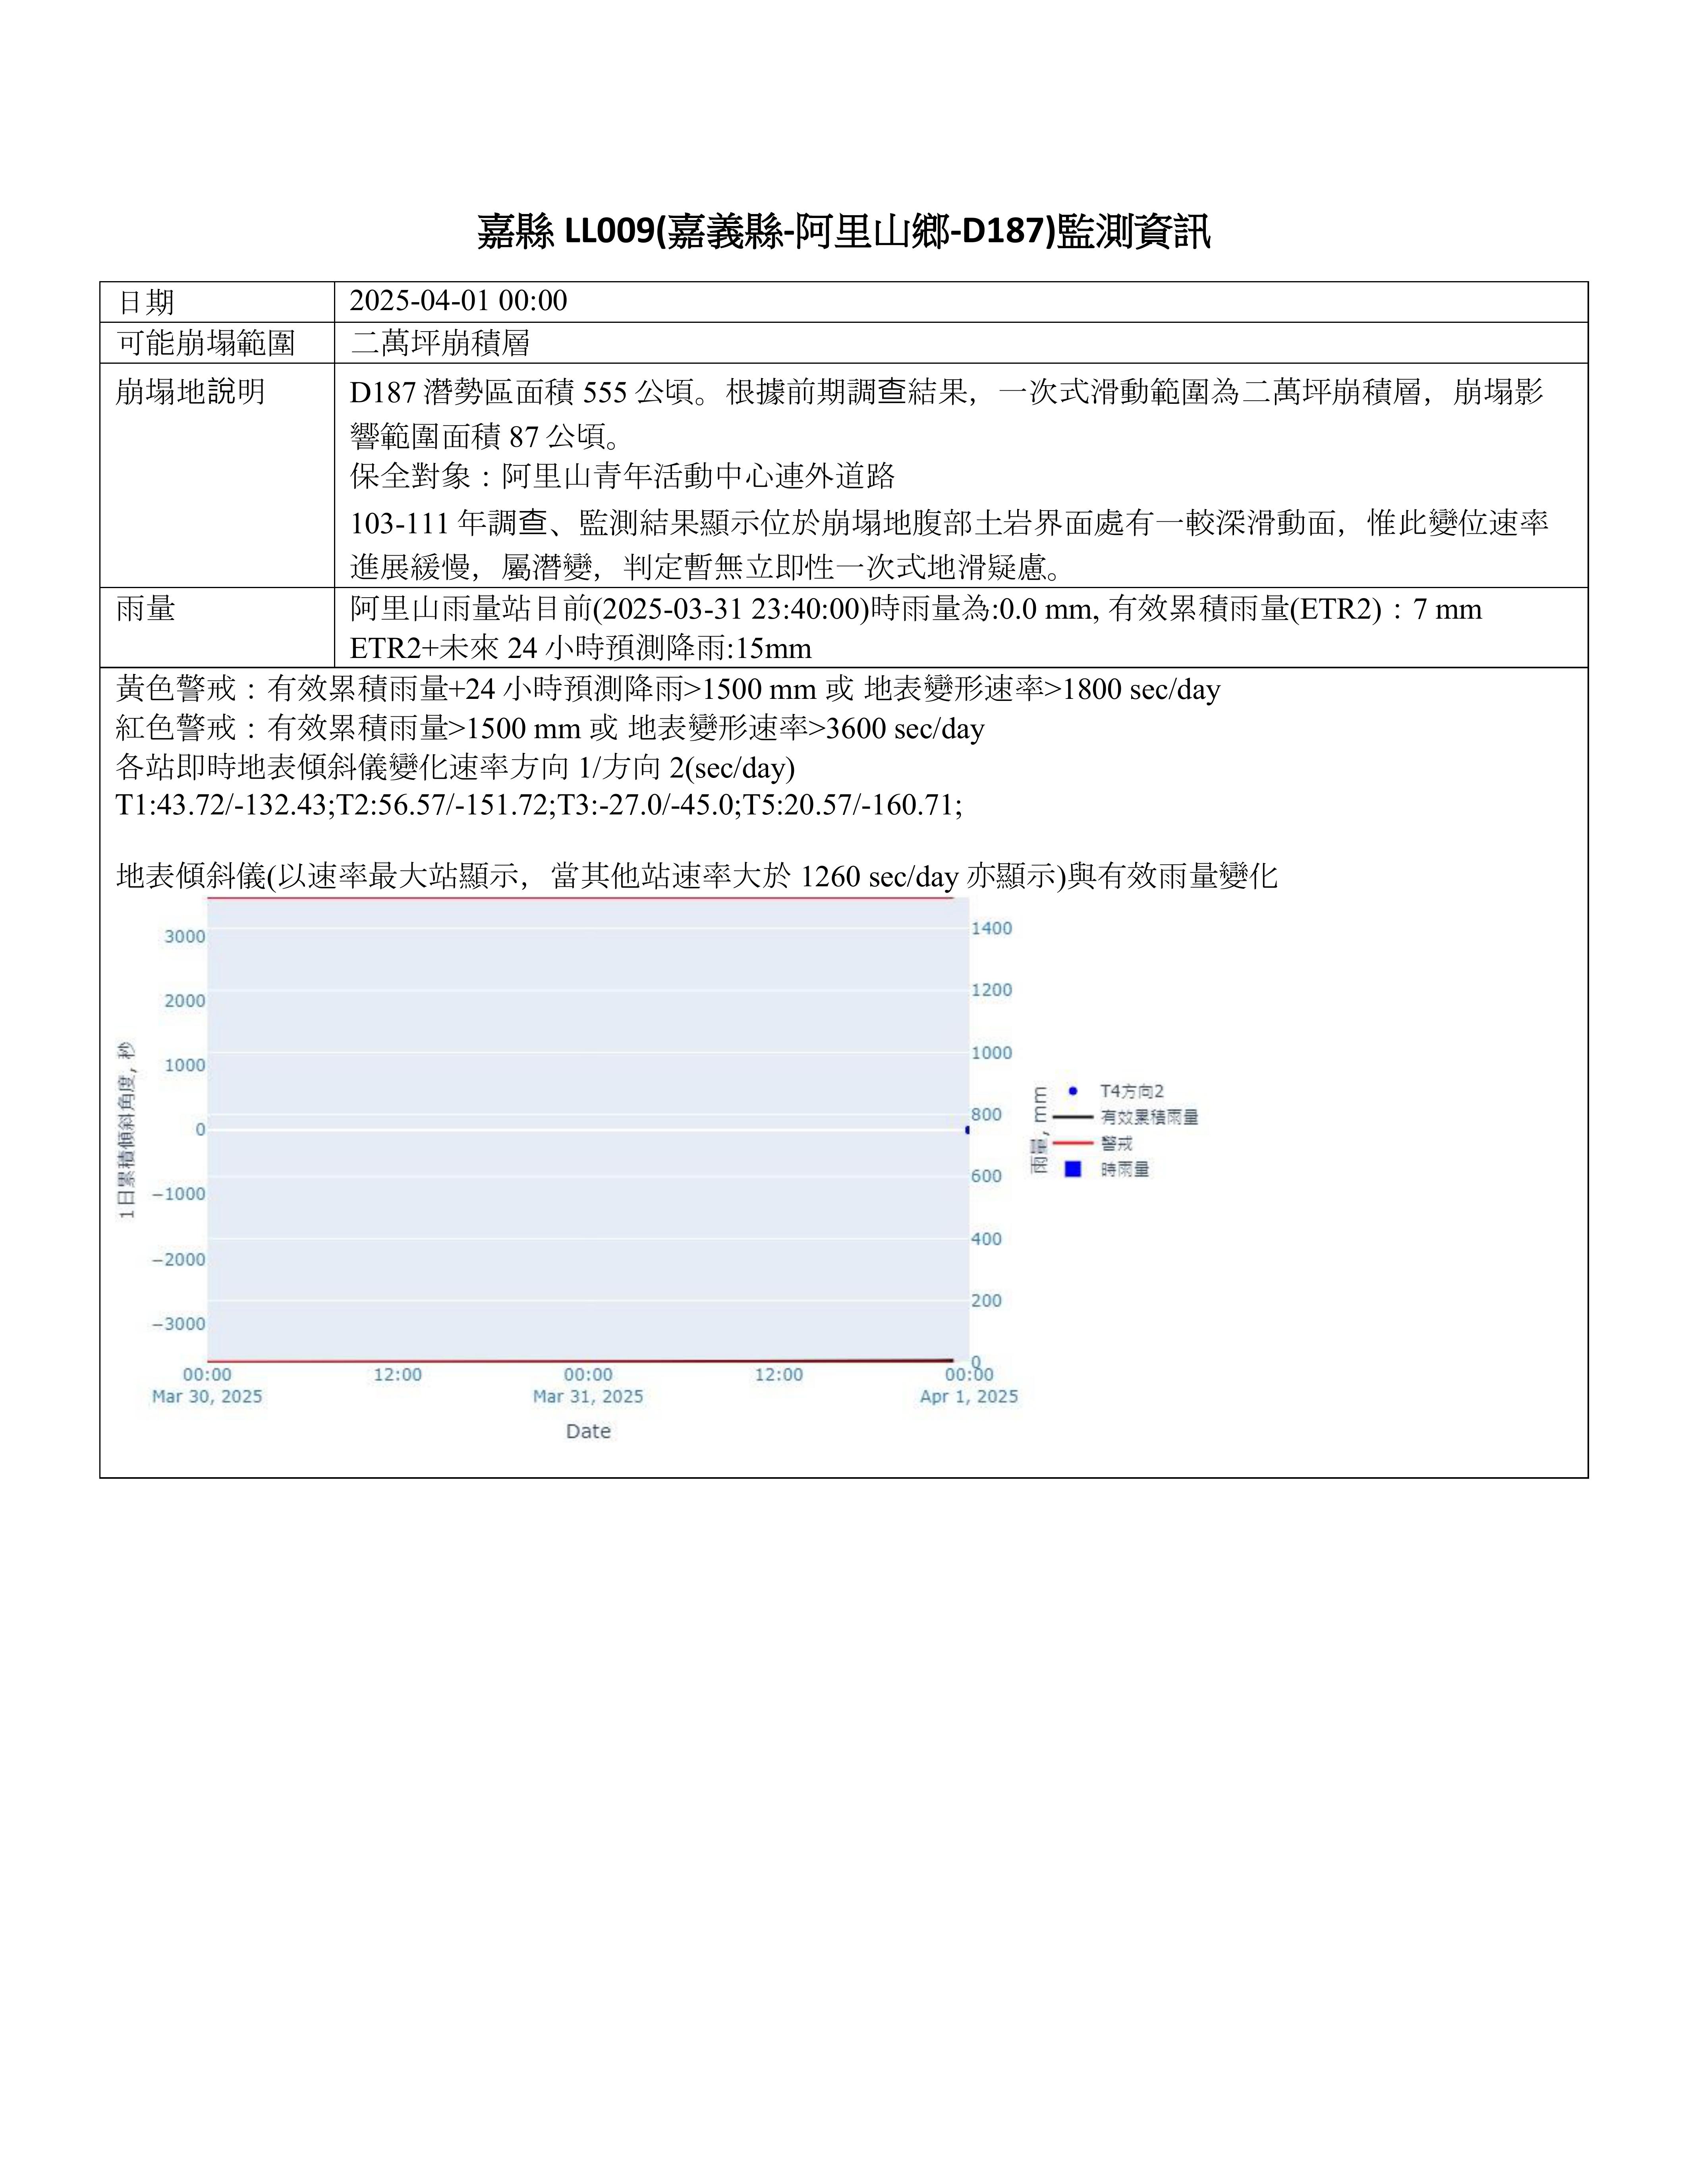 嘉縣 LL009(嘉義縣-阿里山鄉-D187)監測資訊
日期
2025-04-01 00:00
可能崩塌範圍
二萬坪崩積層
崩塌地說明
D187 潛勢區面積 555 公頃。根據前期調查結果，一次式滑動範圍為二萬坪崩積層，崩塌影
響範圍面積 87 公頃。
保全對象：阿里山青年活動中心連外道路
103-111 年調查、監測結果顯示位於崩塌地腹部土岩界面處有一較深滑動面，惟此變位速率
進展緩慢，屬潛變，判定暫無立即性一次式地滑疑慮。
雨量
阿里山雨量站目前(2025-03-31 23:40:00)時雨量為:0.0 mm, 有效累積雨量(ETR2)：7 mm
ETR2+未來 24 小時預測降雨:15mm
黃色警戒：有效累積雨量+24 小時預測降雨>1500 mm 或 地表變形速率>1800 sec/day
紅色警戒：有效累積雨量>1500 mm 或 地表變形速率>3600 sec/day
各站即時地表傾斜儀變化速率方向 1/方向 2(sec/day)
T1:43.72/-132.43;T2:56.57/-151.72;T3:-27.0/-45.0;T5:20.57/-160.71;
地表傾斜儀(以速率最大站顯示，當其他站速率大於 1260 sec/day 亦顯示)與有效雨量變化
1日累積傾斜角度, 秒
3000
2000
1000
0
−1000
−2000
−3000
1400
1200
1000
800
600
400
200
0
雨量, mm
T4方向2
有效累積雨量
警戒
時雨量
00:00 12:00 00:00 12:00 00:00
Mar 30, 2025 Mar 31, 2025 Apr 1, 2025
Date